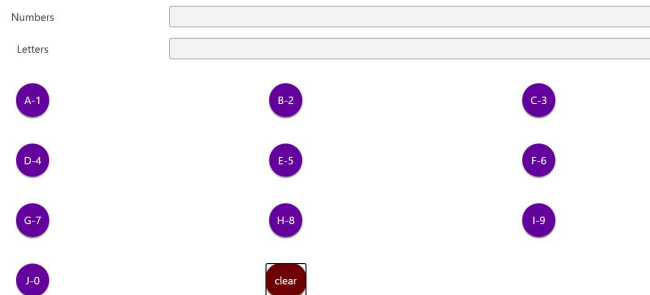 Numbers
Letters
A-1 B-2 C-3
D-4 E-5 F-6
G-7 H-8 I-9
J-0 clear